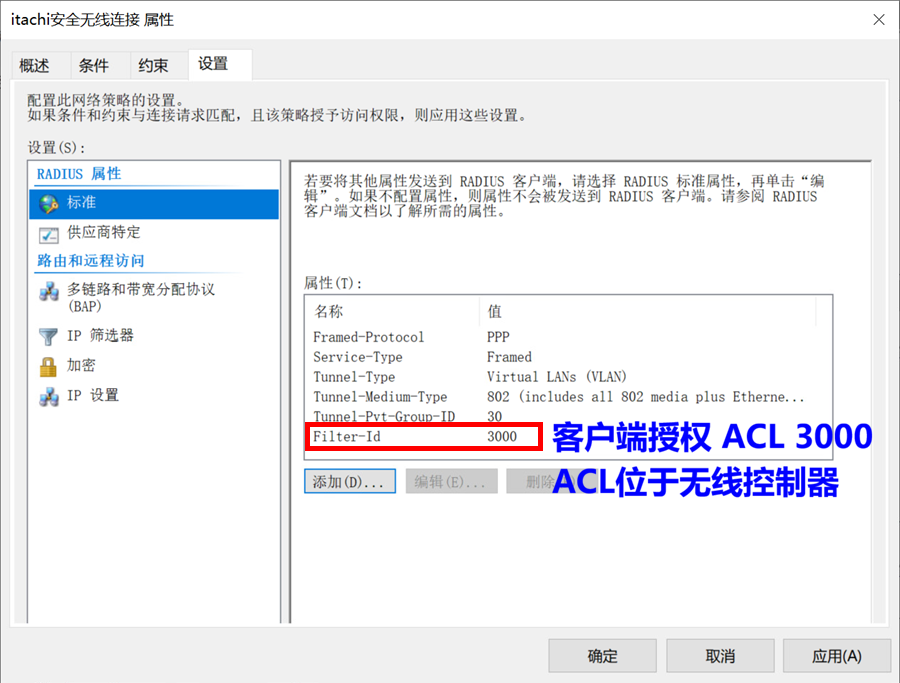 itachi安全无线连接 属性
概述 条件 约束 设置
配置此网络策略的设置。
如果条件和约束与连接请求匹配，且该策略授予访问权限，则应用这些设置。
设置(S):
RADIUS 属性
标准
供应商特定
路由和远程访问
多链路和带宽分配协议
(BAP)
IP 筛选器
加密
IP 设置
若要将其他属性发送到 RADIUS 客户端，请选择 RADIUS 标准属性，再单击“编
辑”。如果不配置属性，则属性不会被发送到 RADIUS 客户端。请参阅 RADIUS
客户端文档以了解所需的属性。
属性(T):
名称 值
Framed-Protocol PPP
Service-Type Framed
Tunnel-Type Virtual LANs (VLAN)
Tunnel-Medium-Type 802 (includes all 802 media plus Etherne...
Tunnel-Pvt-Group-ID 30
Filter-Id 3000
客户端授权 ACL 3000
添加(D)... 编辑(E)... 删除
ACL位于无线控制器
确定 取消 应用(A)